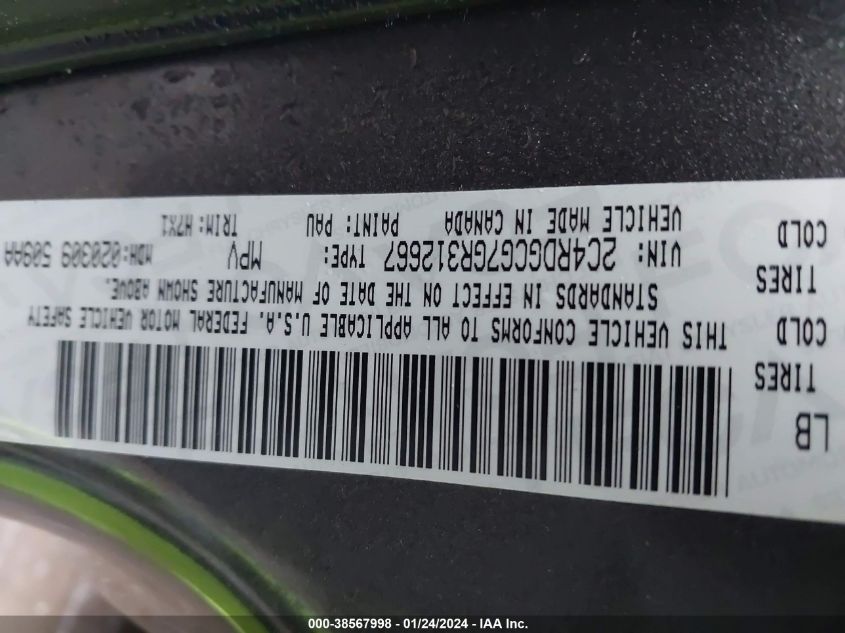 LB
TIRES COLD
TIRES COLD
THIS VEHICLE CONFORMS TO ALL APPLICABLE U.S.A. FEDERAL MOTOR VEHICLE SAFETY
STANDARDS IN EFFECT ON THE DATE OF MANUFACTURE SHOWN ABOVE.
VIN: 2C4RDGCG7GR312667 TYPE: MPV MDH: 020309 509AA
VEHICLE MADE IN CANADA PAINT: PAU TRIM: H7X1
000-38567998 | 01/24/2024 | IAA Inc.